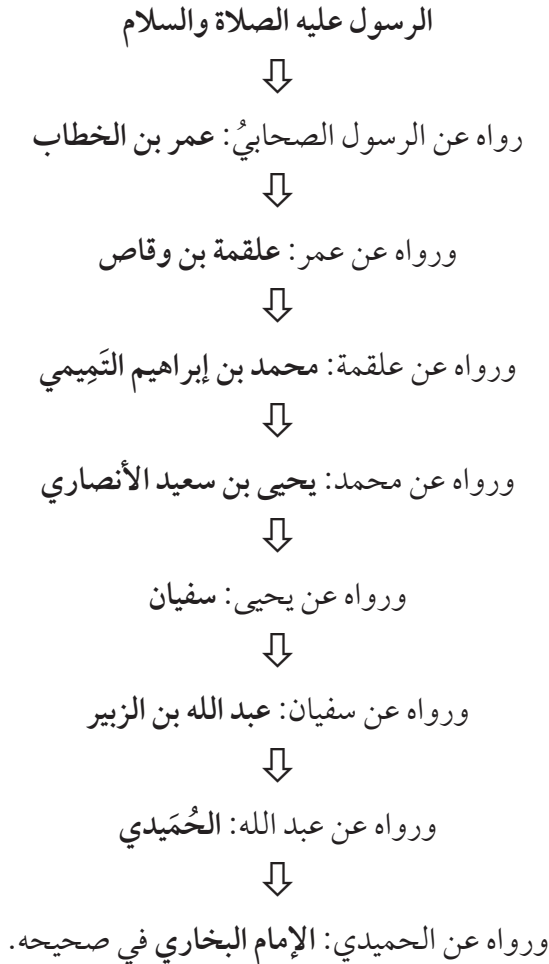 الرسول عليه الصلاة والسلام
⇩
رواه عن الرسول الصحابيُ: عمر بن الخطاب
⇩
ورواه عن عمر: علقمة بن وقاص
⇩
ورواه عن علقمة: محمد بن إبراهيم التَمِيمي
⇩
ورواه عن محمد: يحيى بن سعيد الأنصاري
⇩
ورواه عن يحيى: سفيان
⇩
ورواه عن سفيان: عبد الله بن الزبير
⇩
ورواه عن عبد الله: الحُمَيدي
⇩
ورواه عن الحميدي: الإمام البخاري في صحيحه.